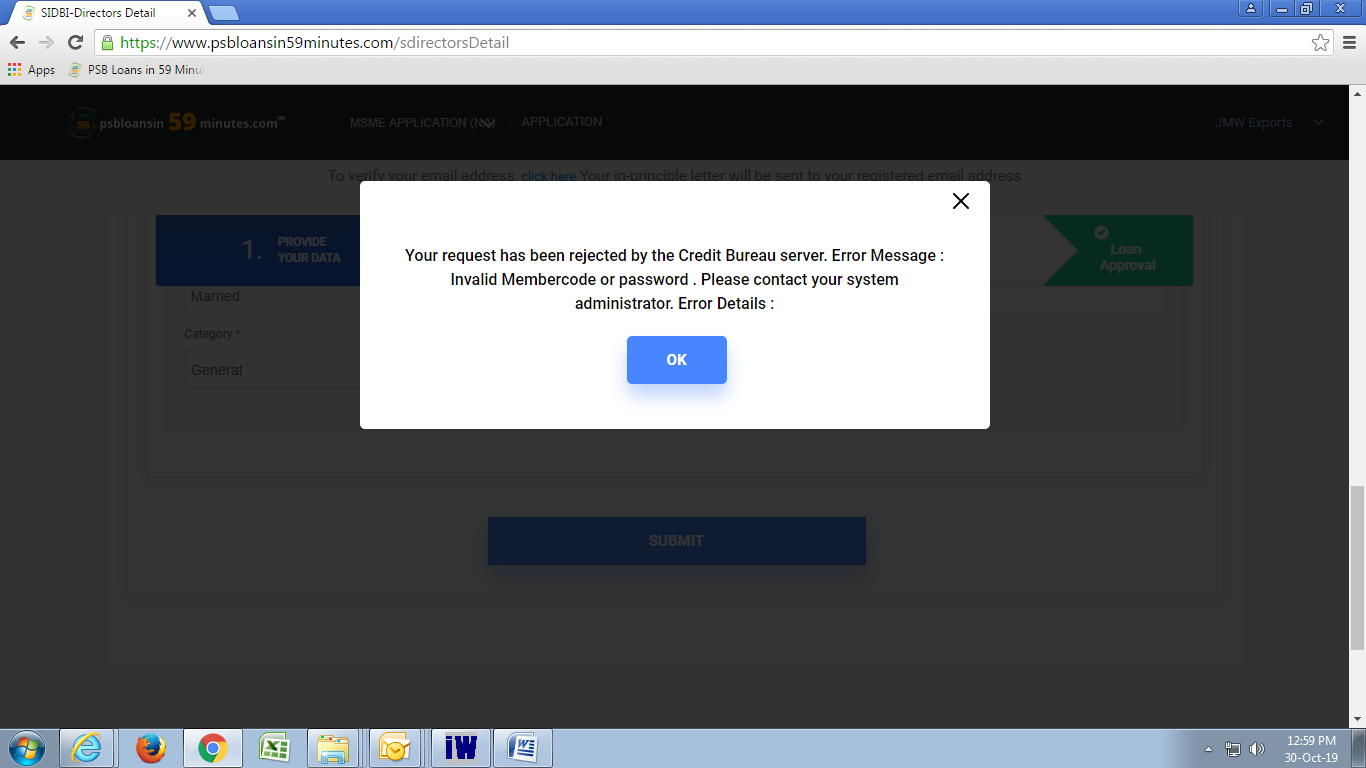 SIDBI-Directors Detail
https://www.psbloansin59minutes.com/sdirectorsDetail
Apps PSB Loans in 59 Minut
59 psbloansin 59 minutes.com™ MSME APPLICATION (N APPLICATION JMW Exports
To verify your email address, click here Your in-principle letter will be sent to your registered email address
Your request has been rejected by the Credit Bureau server. Error Message :
Invalid Membercode or password . Please contact your system
administrator. Error Details :
OK
1. PROVIDE
YOUR DATA
Loan
Approval
Married
Category *
General
SUBMIT
iW
12:59 PM
30-Oct-19